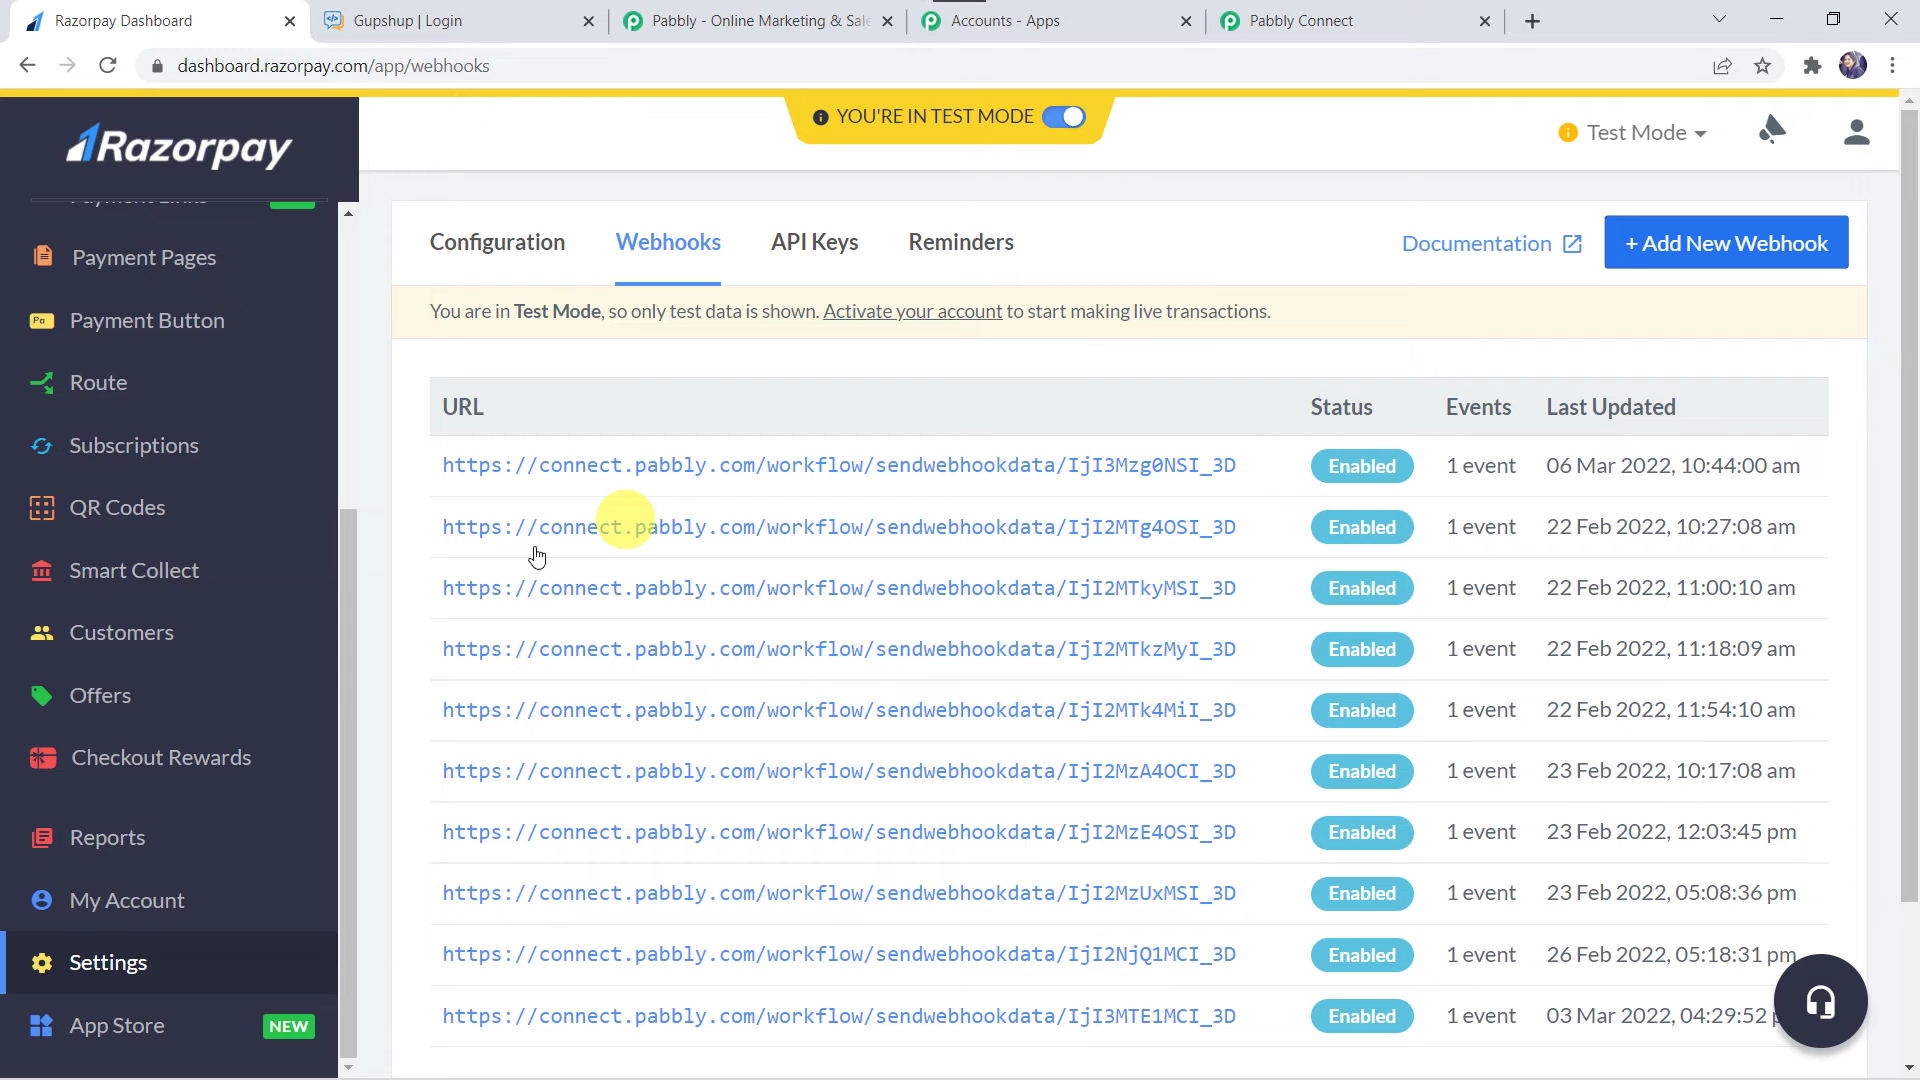 Razorpay Dashboard
Gupshup | Login
Pabbly - Online Marketing & Sale
Accounts - Apps
Pabbly Connect
dashboard.razorpay.com/app/webhooks
YOU'RE IN TEST MODE
Test Mode
Razorpay
Payment Links
Payment Pages
Payment Button
Route
Subscriptions
QR Codes
Smart Collect
Customers
Offers
Checkout Rewards
Reports
My Account
Settings
App Store NEW
Configuration Webhooks API Keys Reminders
Documentation
+ Add New Webhook
You are in Test Mode, so only test data is shown. Activate your account to start making live transactions.
URL Status Events Last Updated
https://connect.pabbly.com/workflow/sendwebhookdata/IjI3Mzg0NSI_3D Enabled 1 event 06 Mar 2022, 10:44:00 am
https://connect.pabbly.com/workflow/sendwebhookdata/IjI2MTg4OSI_3D Enabled 1 event 22 Feb 2022, 10:27:08 am
https://connect.pabbly.com/workflow/sendwebhookdata/IjI2MTkyMSI_3D Enabled 1 event 22 Feb 2022, 11:00:10 am
https://connect.pabbly.com/workflow/sendwebhookdata/IjI2MTkzMyI_3D Enabled 1 event 22 Feb 2022, 11:18:09 am
https://connect.pabbly.com/workflow/sendwebhookdata/IjI2MTk4MiI_3D Enabled 1 event 22 Feb 2022, 11:54:10 am
https://connect.pabbly.com/workflow/sendwebhookdata/IjI2MzA4OCI_3D Enabled 1 event 23 Feb 2022, 10:17:08 am
https://connect.pabbly.com/workflow/sendwebhookdata/IjI2MzE4OSI_3D Enabled 1 event 23 Feb 2022, 12:03:45 pm
https://connect.pabbly.com/workflow/sendwebhookdata/IjI2MzUxMSI_3D Enabled 1 event 23 Feb 2022, 05:08:36 pm
https://connect.pabbly.com/workflow/sendwebhookdata/IjI2NjQ1MCI_3D Enabled 1 event 26 Feb 2022, 05:18:31 pm
https://connect.pabbly.com/workflow/sendwebhookdata/IjI3MTE1MCI_3D Enabled 1 event 03 Mar 2022, 04:29:52